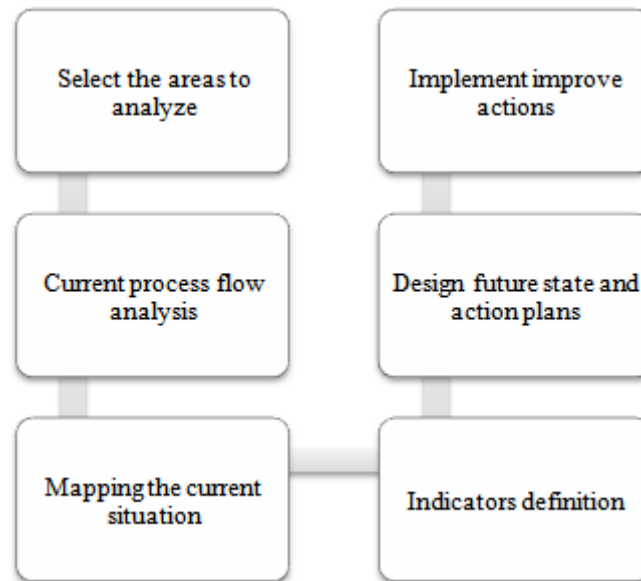 Select the areas to
analyze
Current process flow
analysis
Mapping the current
situation
Indicators definition
Design future state and
action plans
Implement improve
actions